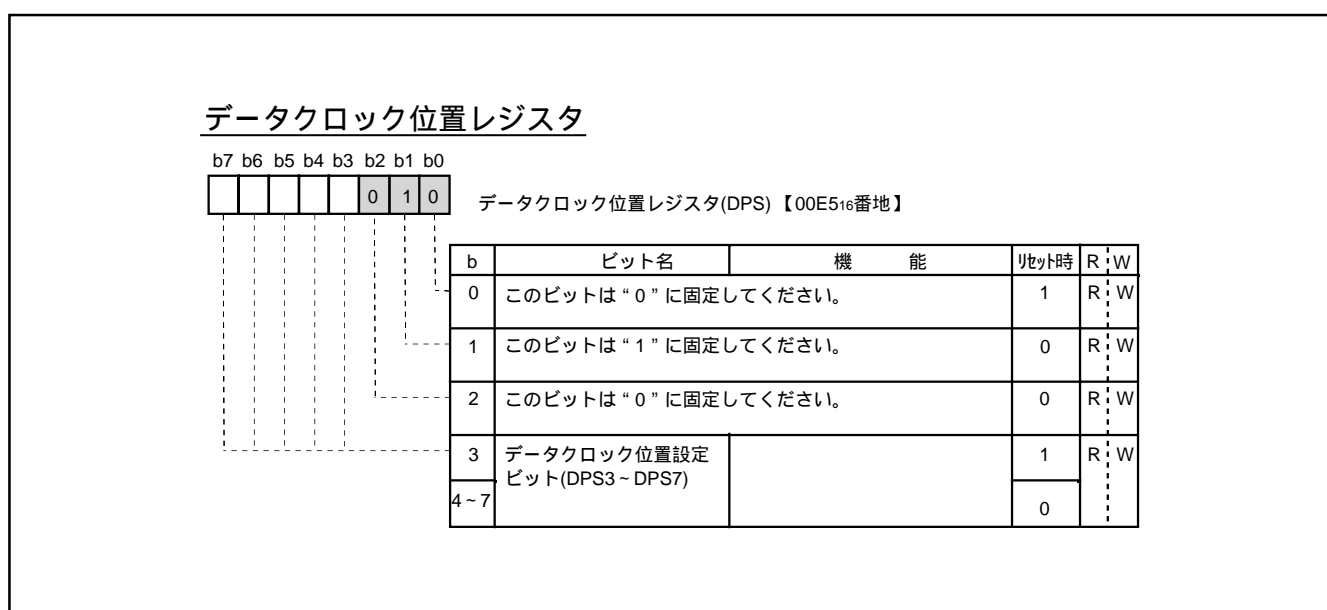 データクロック位置レジスタ
b7 b6 b5 b4 b3 b2 b1 b0
0 1 0
データクロック位置レジスタ(DPS)【00E516番地】
b ビット名 機 能 リセット時 R W
0 このビットは“0”に固定してください。 1 R W
1 このビットは“1”に固定してください。 0 R W
2 このビットは“0”に固定してください。 0 R W
3 データクロック位置設定 1 R W
ビット(DPS3~DPS7)
4~7 0